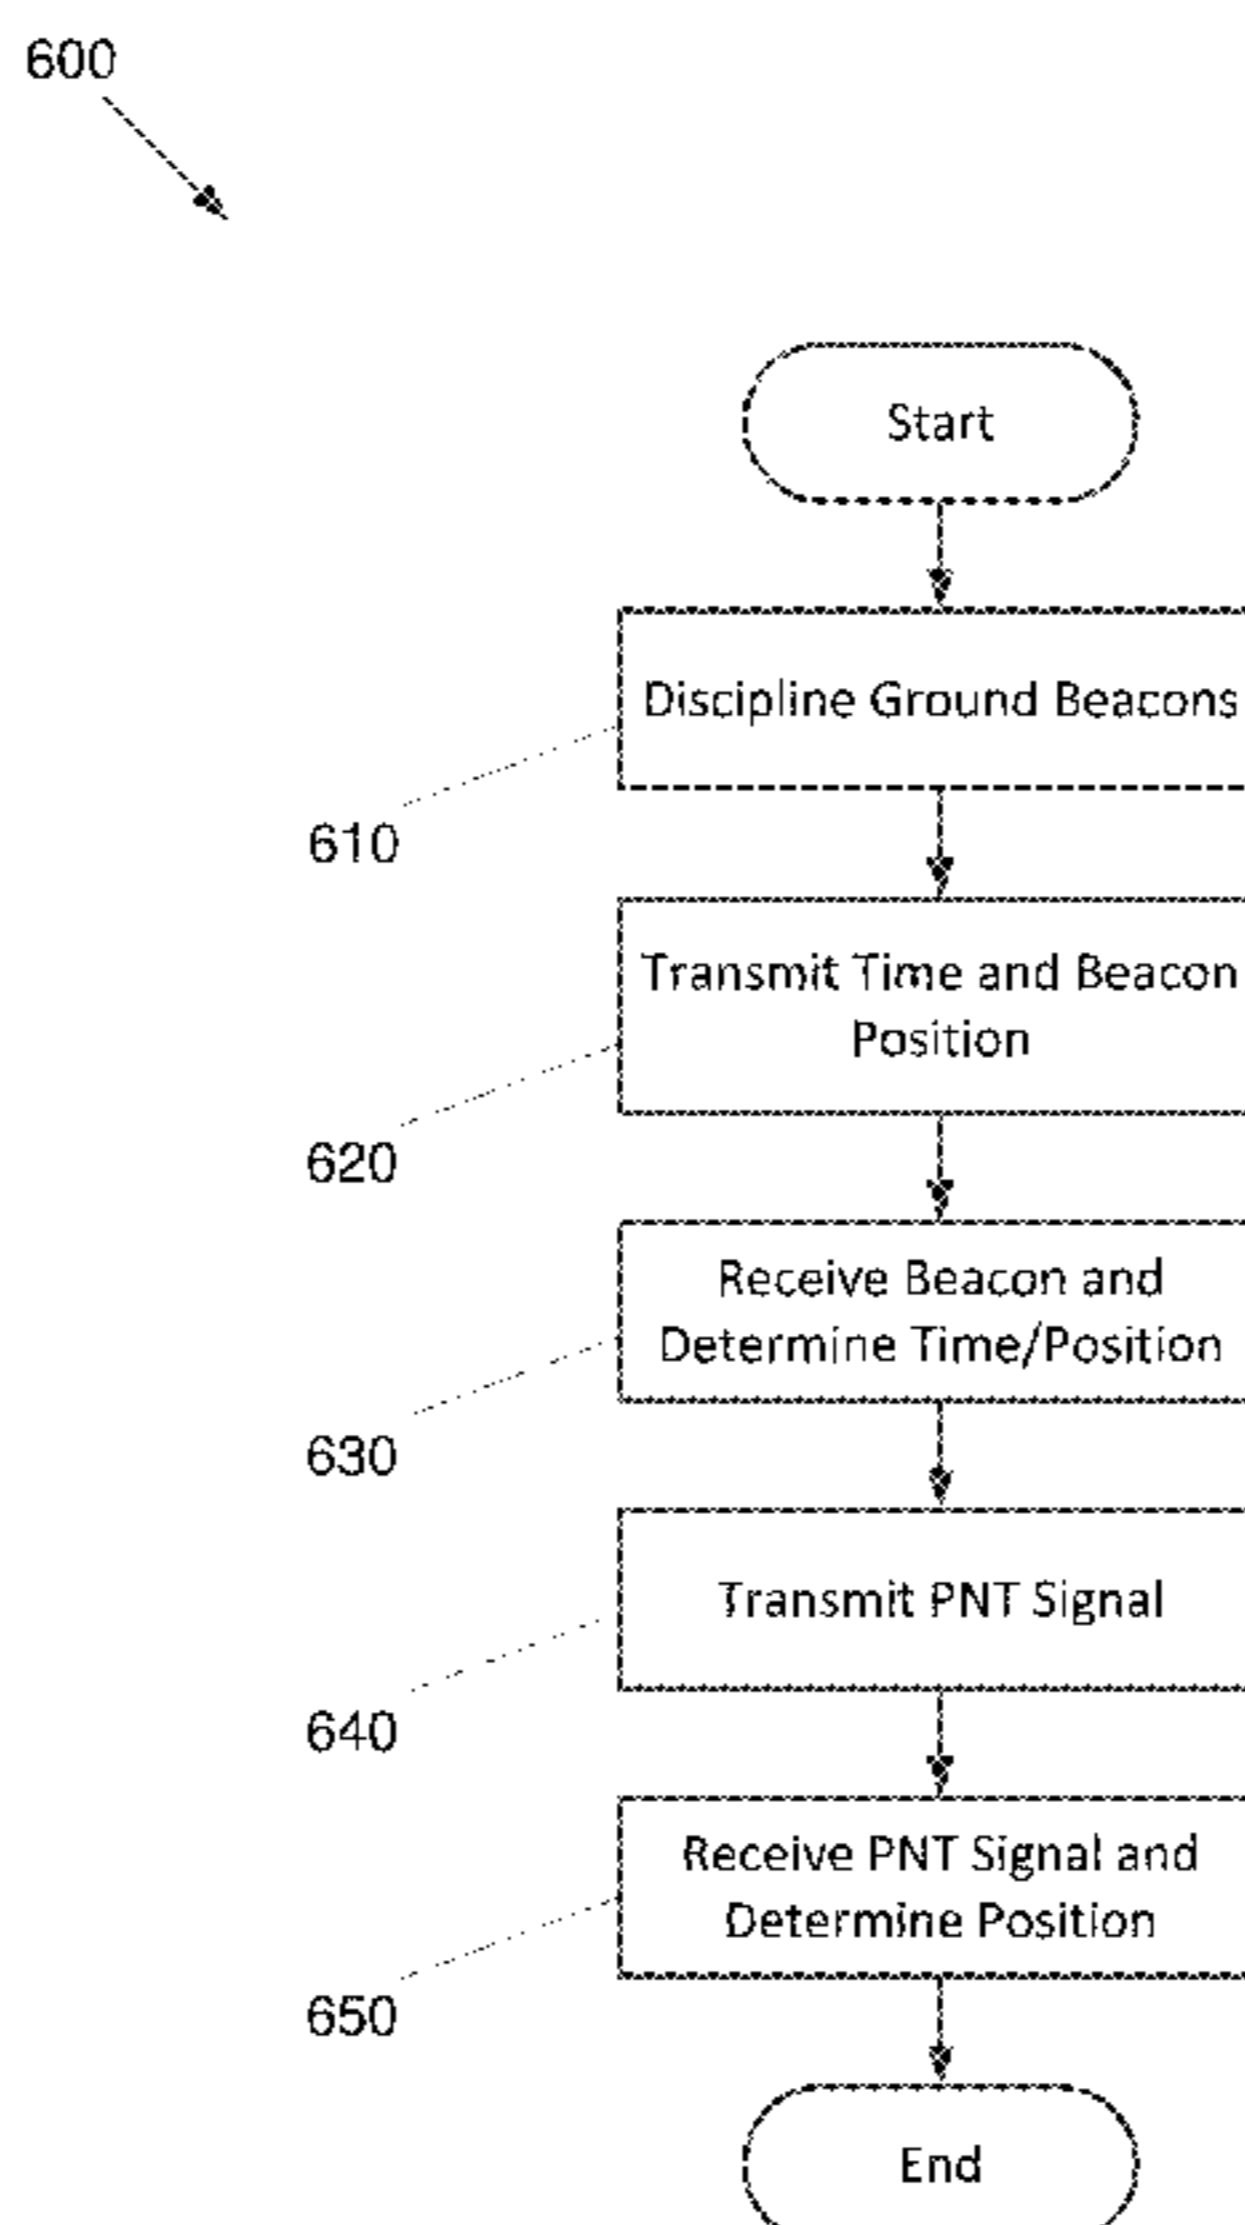 600
Start
Discipline Ground Beacons
610
Transmit Time and Beacon
Position
620
Receive Beacon and
Determine Time/Position
630
Transmit PNT Signal
640
Receive PNT Signal and
Determine Position
650
End